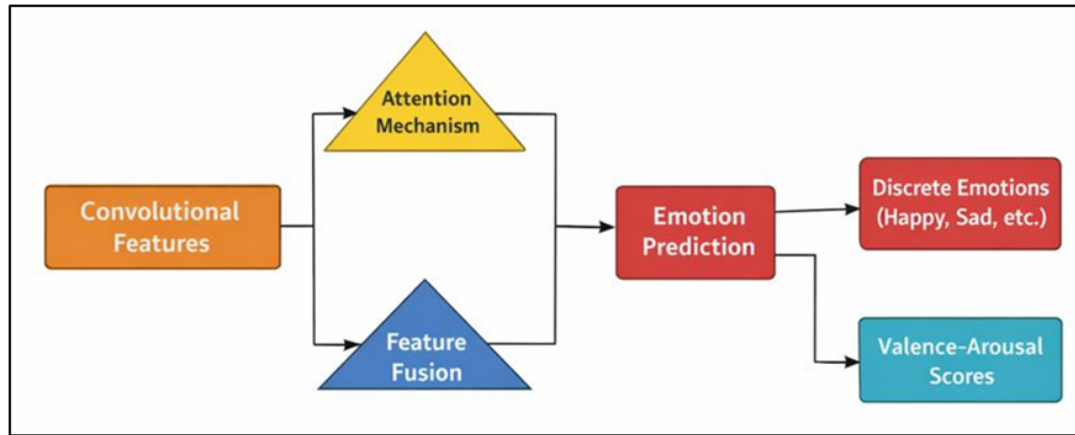 Convolutional
Features
Attention
Mechanism
Feature
Fusion
Emotion
Prediction
Discrete Emotions
(Happy, Sad, etc.)
Valence-Arousal
Scores